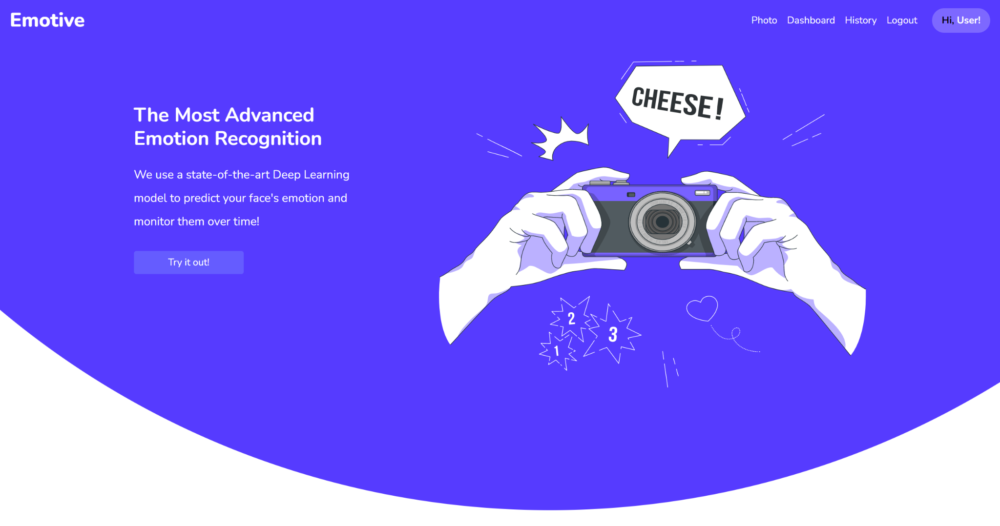 Emotive
Photo Dashboard History Logout Hi, User!
CHEESE!
The Most Advanced
Emotion Recognition
We use a state-of-the-art Deep Learning
model to predict your face's emotion and
monitor them over time!
Try it out!
2
3
1